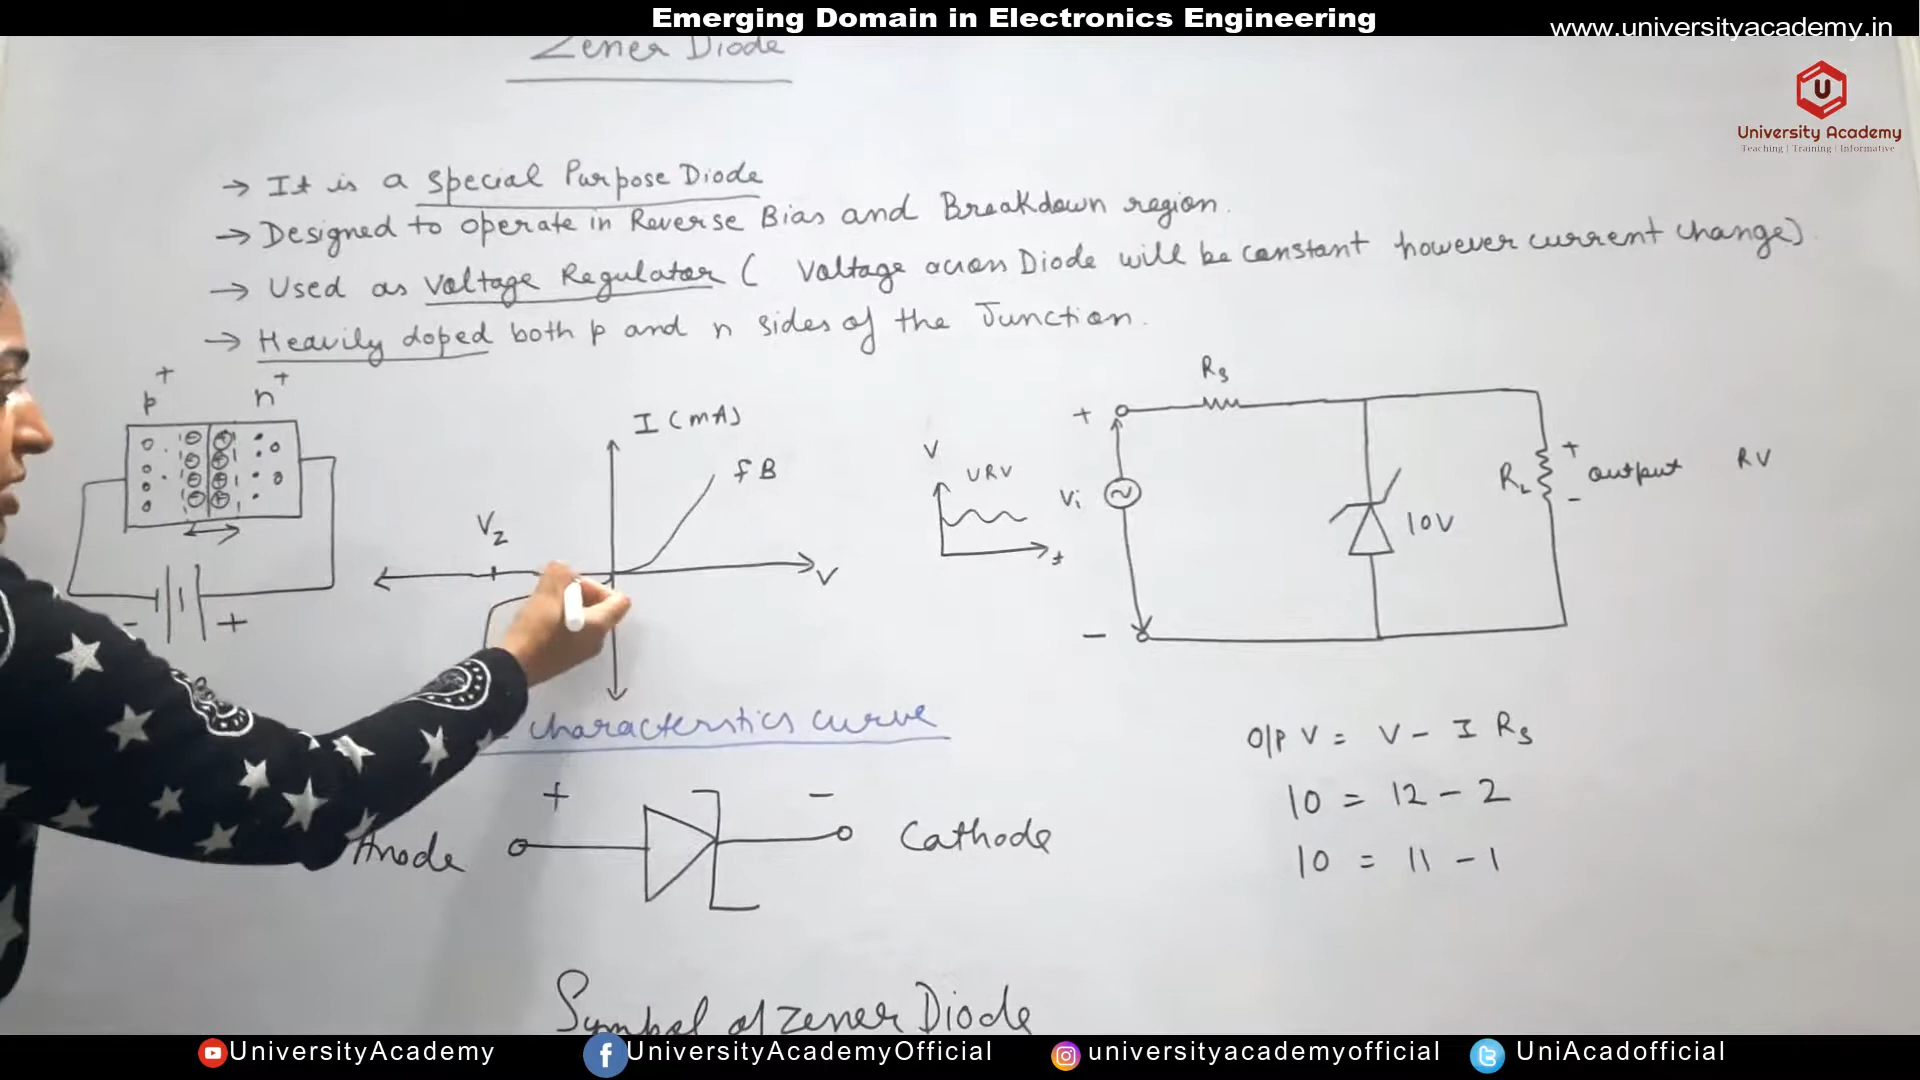 Emerging Domain in Electronics Engineering
www.universityacademy.in
Zener Diode
U
University Academy
Teaching | Training | Informative
→ It is a special Purpose Diode
→ Designed to operate in Reverse Bias and Breakdown region.
→ Used as Voltage Regulator ( Voltage across Diode will be constant however current change)
→ Heavily doped both p and n sides of the Junction.
p+ n+
- +
I (mA)
fB
Vz
V
characteristics curve
V
URV
t
Rs
+
Vi
-
10V
RL
+
output
-
RV
O/P V = V - I Rs
10 = 12 - 2
10 = 11 - 1
+ -
Anode
Cathode
Symbol of Zener Diode
UniversityAcademy
UniversityAcademyOfficial
universityacademyofficial
UniAcadofficial